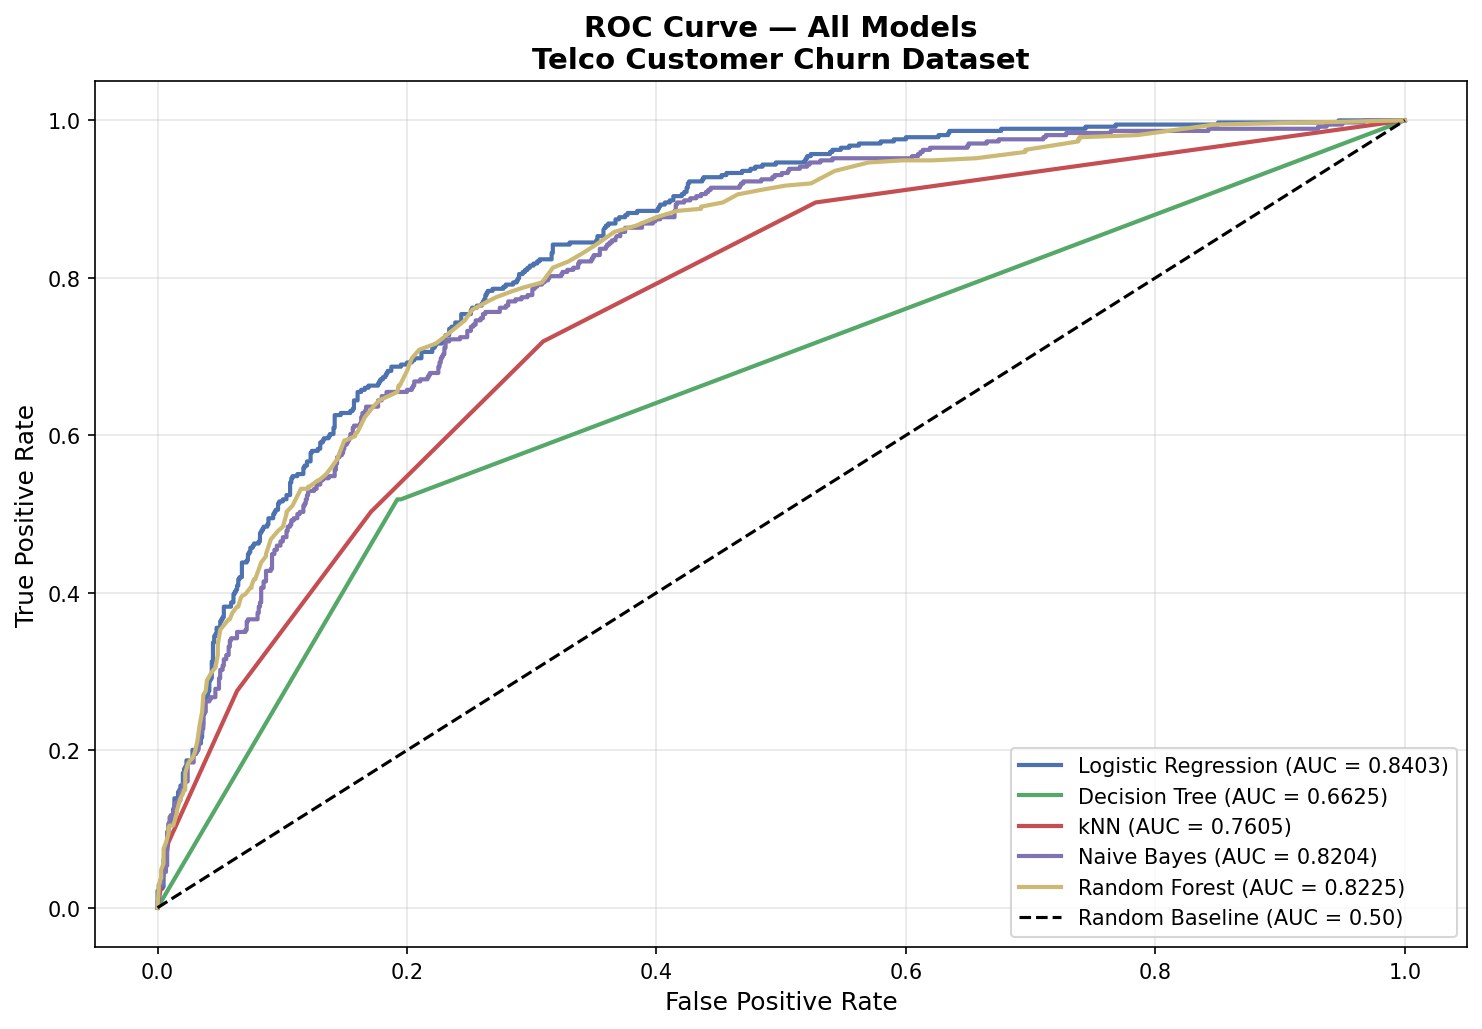 ROC Curve — All Models
Telco Customer Churn Dataset
True Positive Rate
1.0
0.8
0.6
0.4
0.2
0.0
Logistic Regression (AUC = 0.8403)
Decision Tree (AUC = 0.6625)
kNN (AUC = 0.7605)
Naive Bayes (AUC = 0.8204)
Random Forest (AUC = 0.8225)
Random Baseline (AUC = 0.50)
0.0 0.2 0.4 0.6 0.8 1.0
False Positive Rate